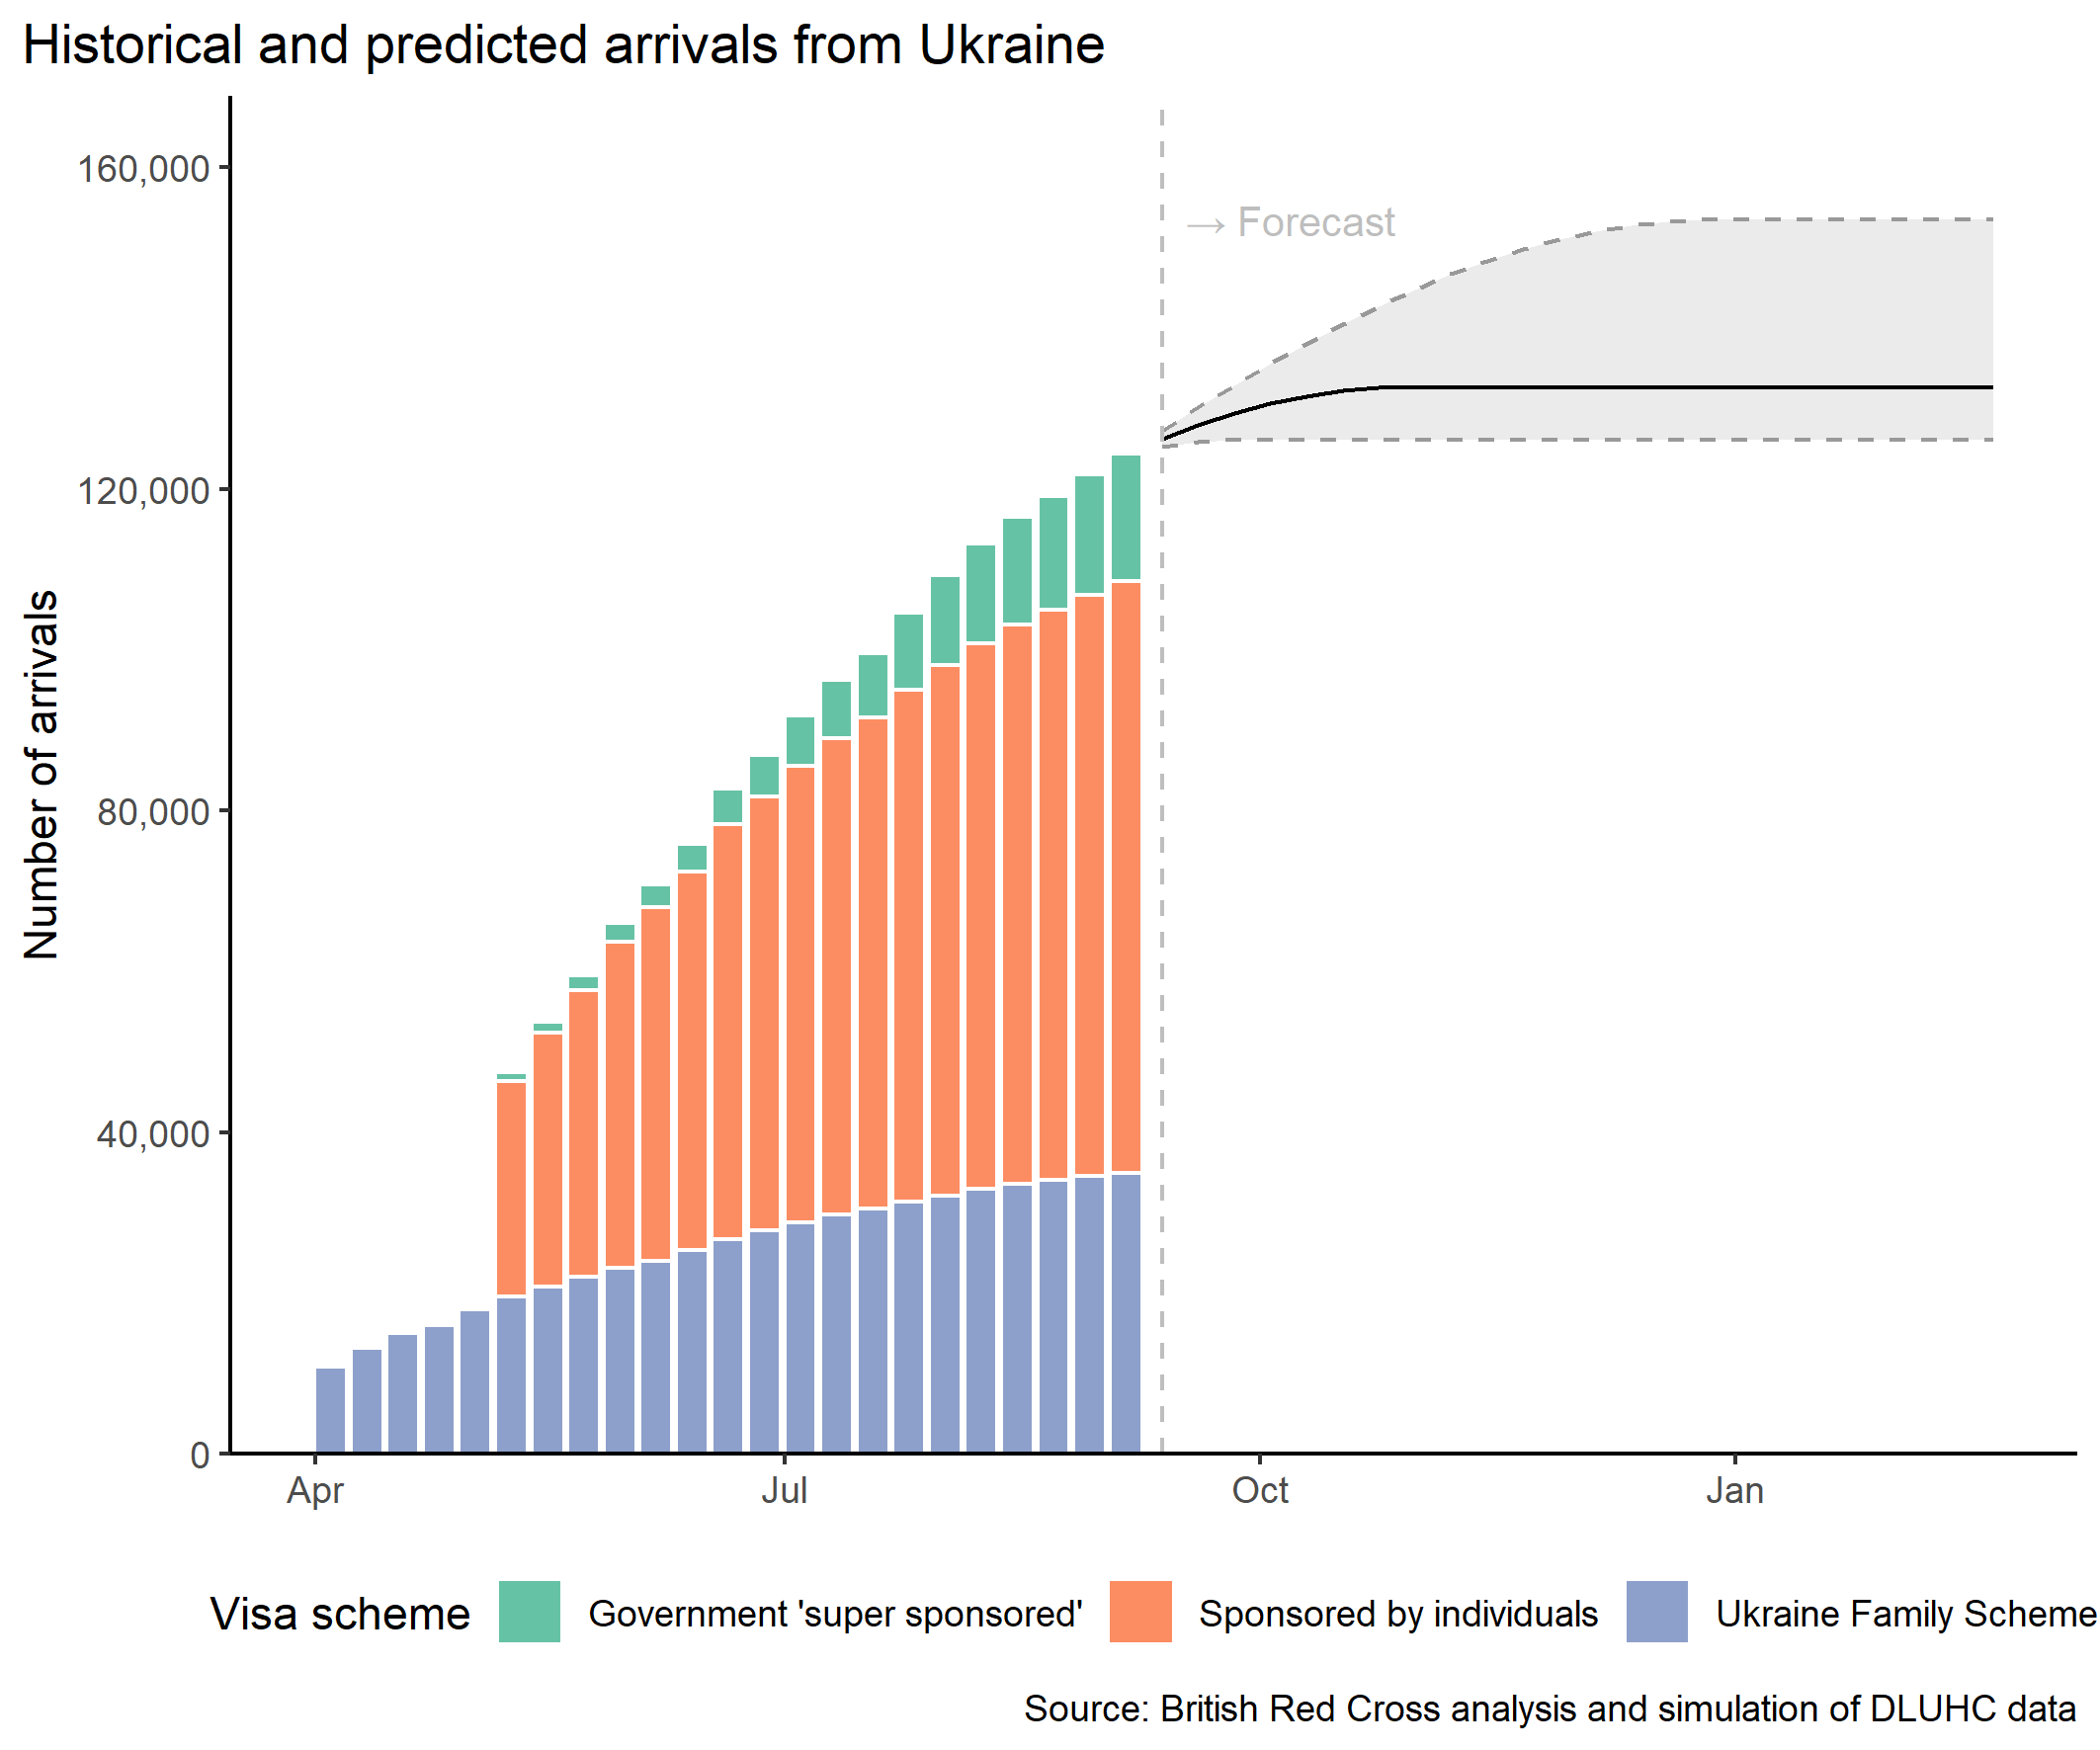 Historical and predicted arrivals from Ukraine
160,000
→ Forecast
120,000
Number of arrivals
80,000
40,000
0
Apr Jul Oct Jan
Visa scheme Government 'super sponsored' Sponsored by individuals Ukraine Family Scheme
Source: British Red Cross analysis and simulation of DLUHC data